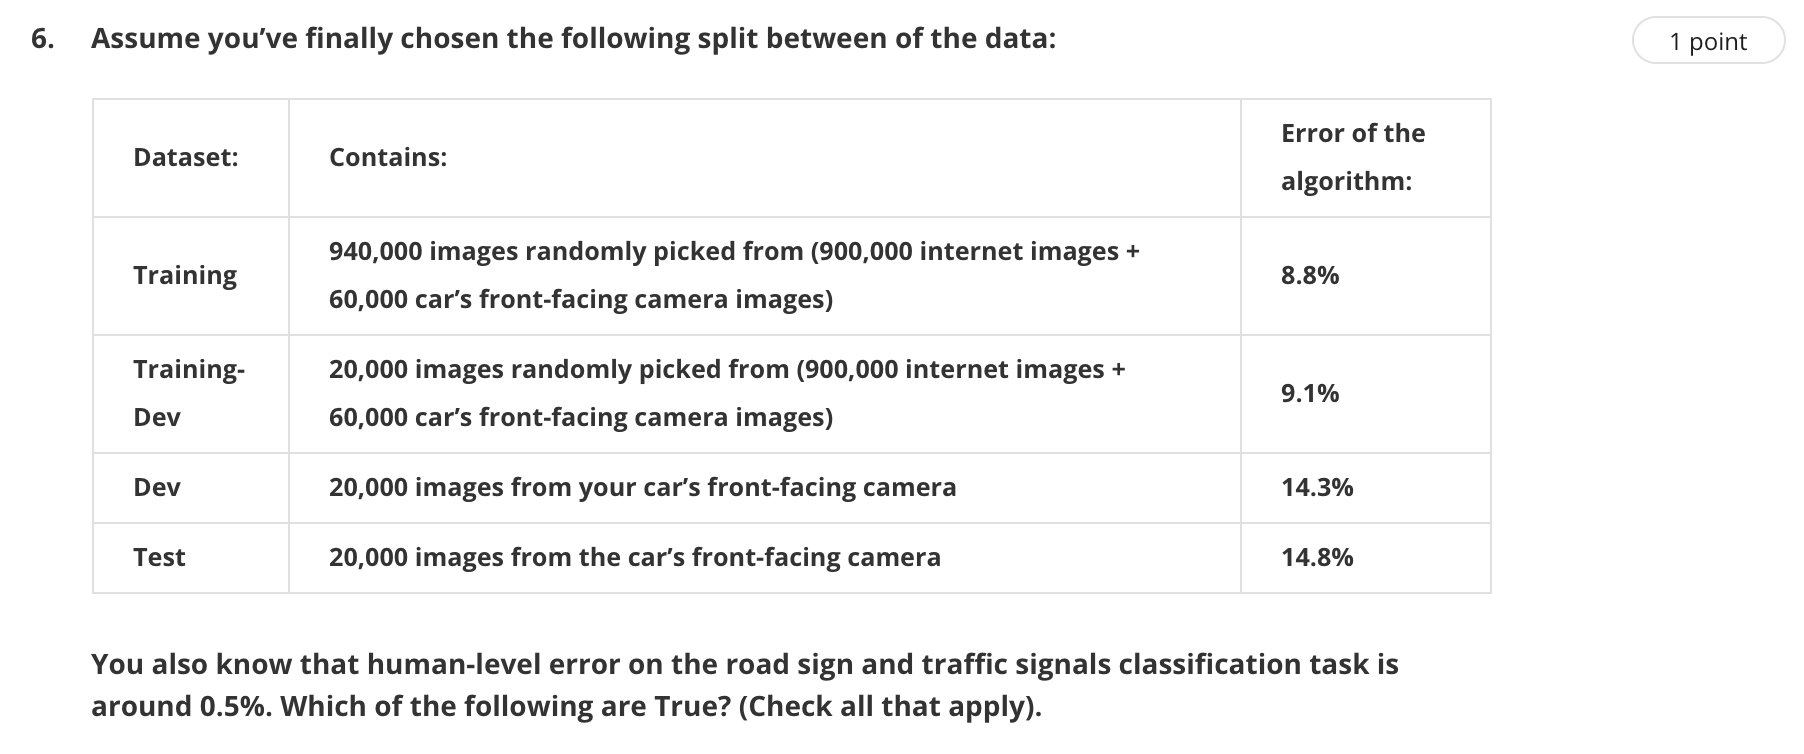 6. Assume you’ve finally chosen the following split between of the data:
1 point
Dataset:
Contains:
Error of the
algorithm:
Training
940,000 images randomly picked from (900,000 internet images +
60,000 car’s front-facing camera images)
8.8%
Training-
Dev
20,000 images randomly picked from (900,000 internet images +
60,000 car’s front-facing camera images)
9.1%
Dev
20,000 images from your car’s front-facing camera
14.3%
Test
20,000 images from the car’s front-facing camera
14.8%
You also know that human-level error on the road sign and traffic signals classification task is
around 0.5%. Which of the following are True? (Check all that apply).